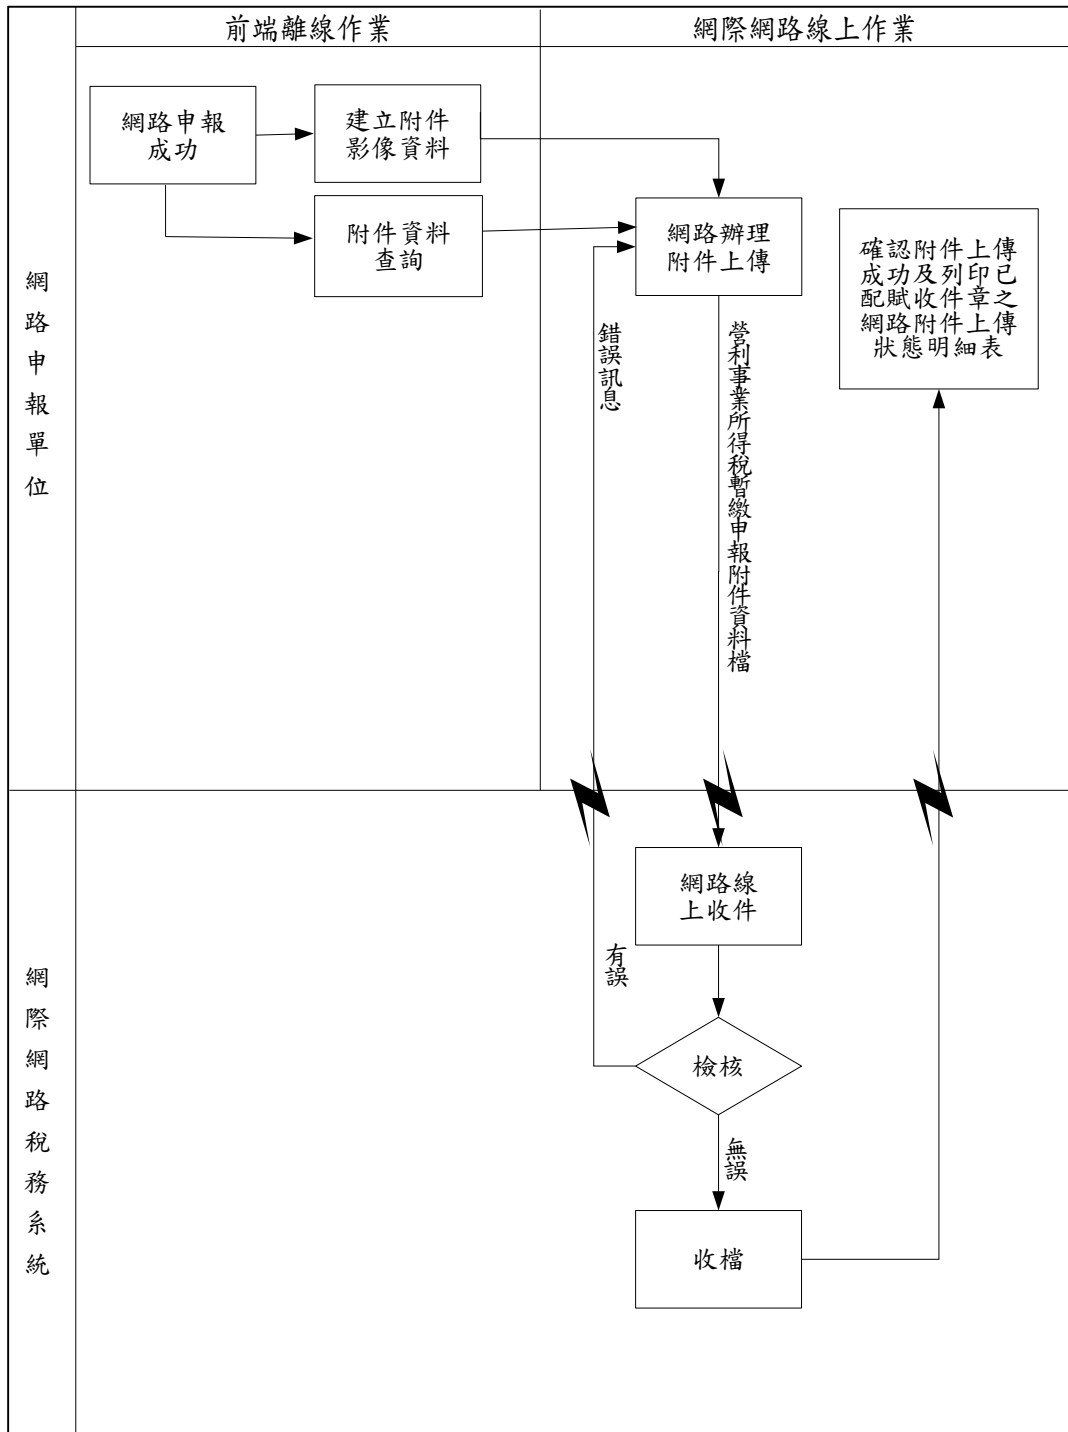 前端離線作業
網際網路線上作業
網路申報單位
網路申報
成功
建立附件
影像資料
附件資料
查詢
網路辦理
附件上傳
確認附件上傳
成功及列印已
配賦收件章之
網路附件上傳
狀態明細表
錯誤訊息
營利事業所得稅暫繳申報附件資料檔
網際網路稅務系統
網路線
上收件
有誤
檢核
無誤
收檔